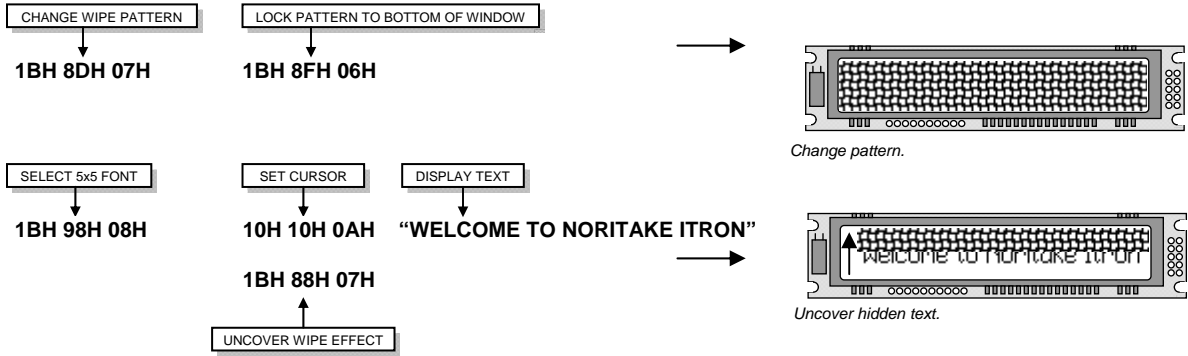 CHANGE WIPE PATTERN
LOCK PATTERN TO BOTTOM OF WINDOW
1BH 8DH 07H
1BH 8FH 06H
Change pattern.
SELECT 5x5 FONT
SET CURSOR
DISPLAY TEXT
1BH 98H 08H
10H 10H 0AH
“WELCOME TO NORITAKE ITRON”
Welcome to Noritake Itron
1BH 88H 07H
Uncover hidden text.
UNCOVER WIPE EFFECT